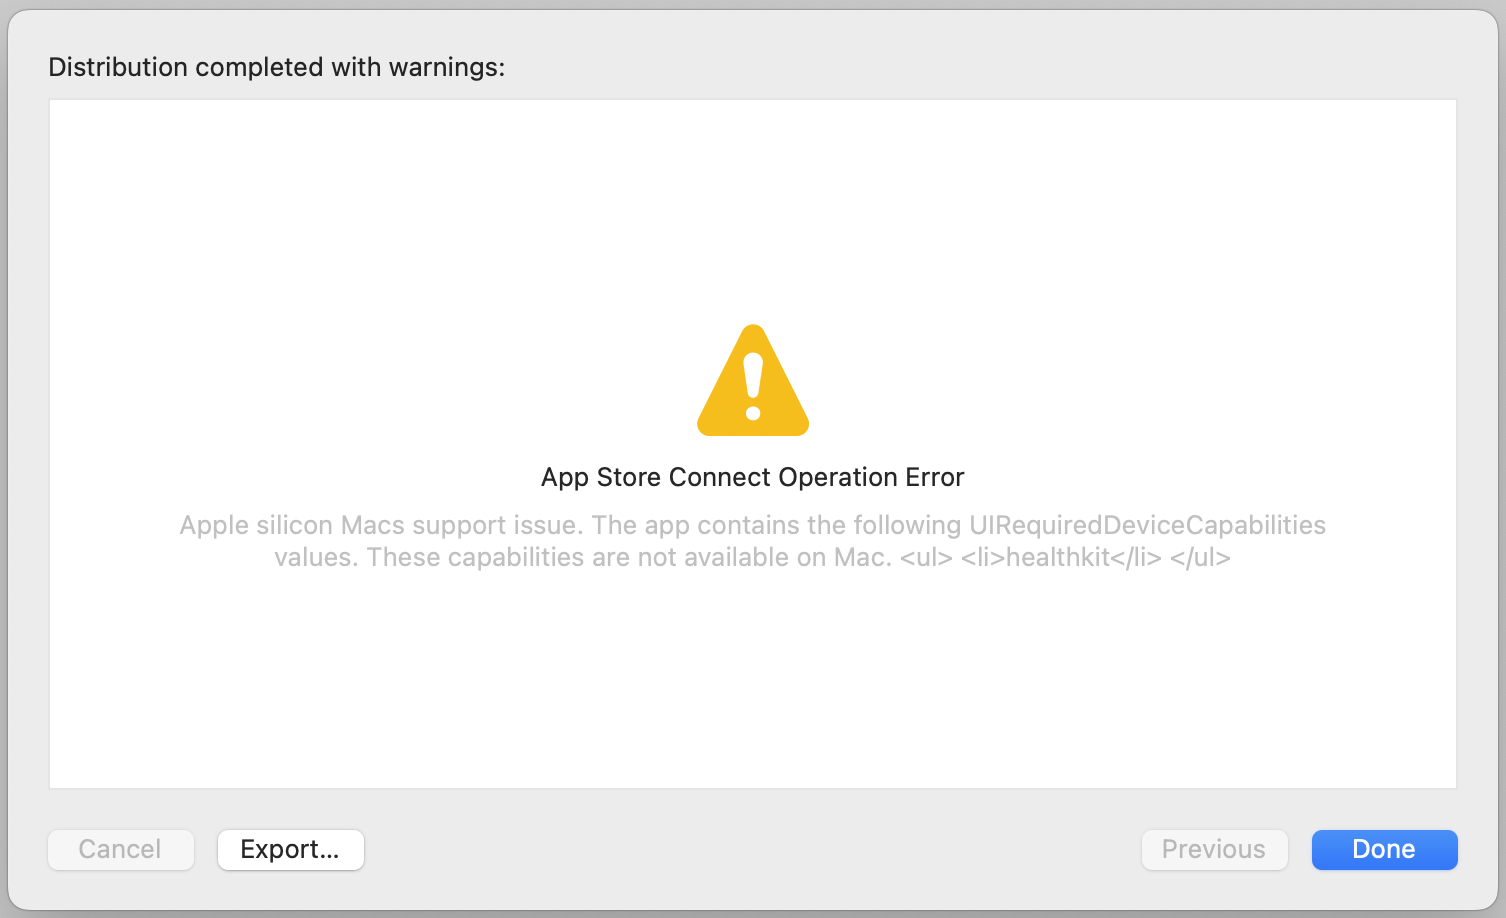 Distribution completed with warnings:
App Store Connect Operation Error
Apple silicon Macs support issue. The app contains the following UIRequiredDeviceCapabilities
values. These capabilities are not available on Mac. <ul> <li>healthkit</li> </ul>
Cancel
Export...
Previous
Done